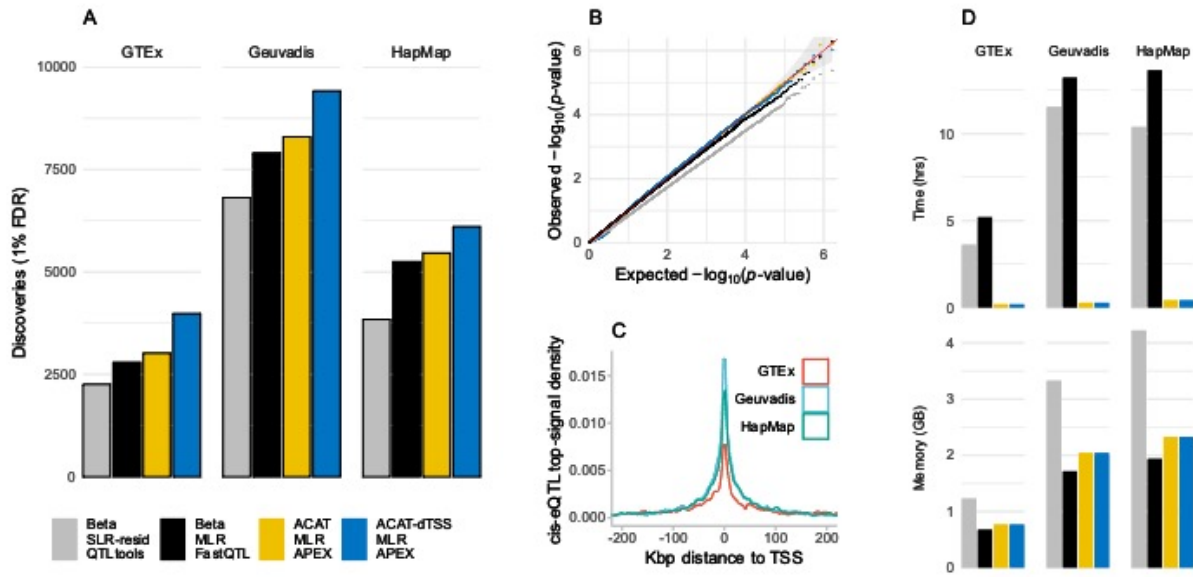 A
GTEx
Geuvadis
HapMap
10000
7500
5000
2500
0
Discoveries (1% FDR)
Beta
SLR-resid
QTLtools
Beta
MLR
FastQTL
ACAT
MLR
APEX
ACAT-dTSS
MLR
APEX
B
6
4
2
0
Observed −log₁₀(p-value)
0
2
4
6
Expected −log₁₀(p-value)
C
GTEx
Geuvadis
HapMap
0.015
0.010
0.005
0.000
cis-eQTL top-signal density
-200
-100
0
100
200
Kbp distance to TSS
D
GTEx
Geuvadis
HapMap
10
5
0
Time (hrs)
4
3
2
1
0
Memory (GB)